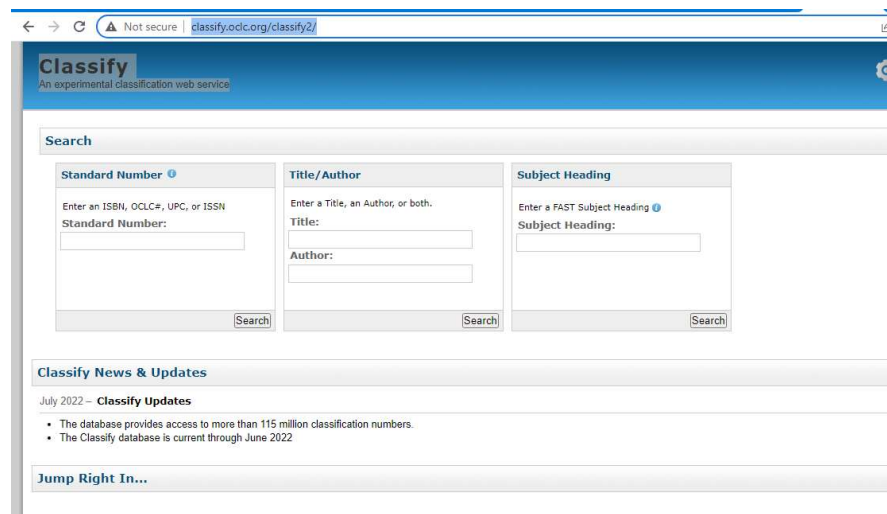 Not secure | classify.oclc.org/classify2/
Classify
An experimental classification web service
Search
Standard Number
Enter an ISBN, OCLC#, UPC, or ISSN
Standard Number:
Search
Title/Author
Enter a Title, an Author, or both.
Title:
Author:
Search
Subject Heading
Enter a FAST Subject Heading
Subject Heading:
Search
Classify News & Updates
July 2022 – Classify Updates
• The database provides access to more than 115 million classification numbers.
• The Classify database is current through June 2022
Jump Right In...